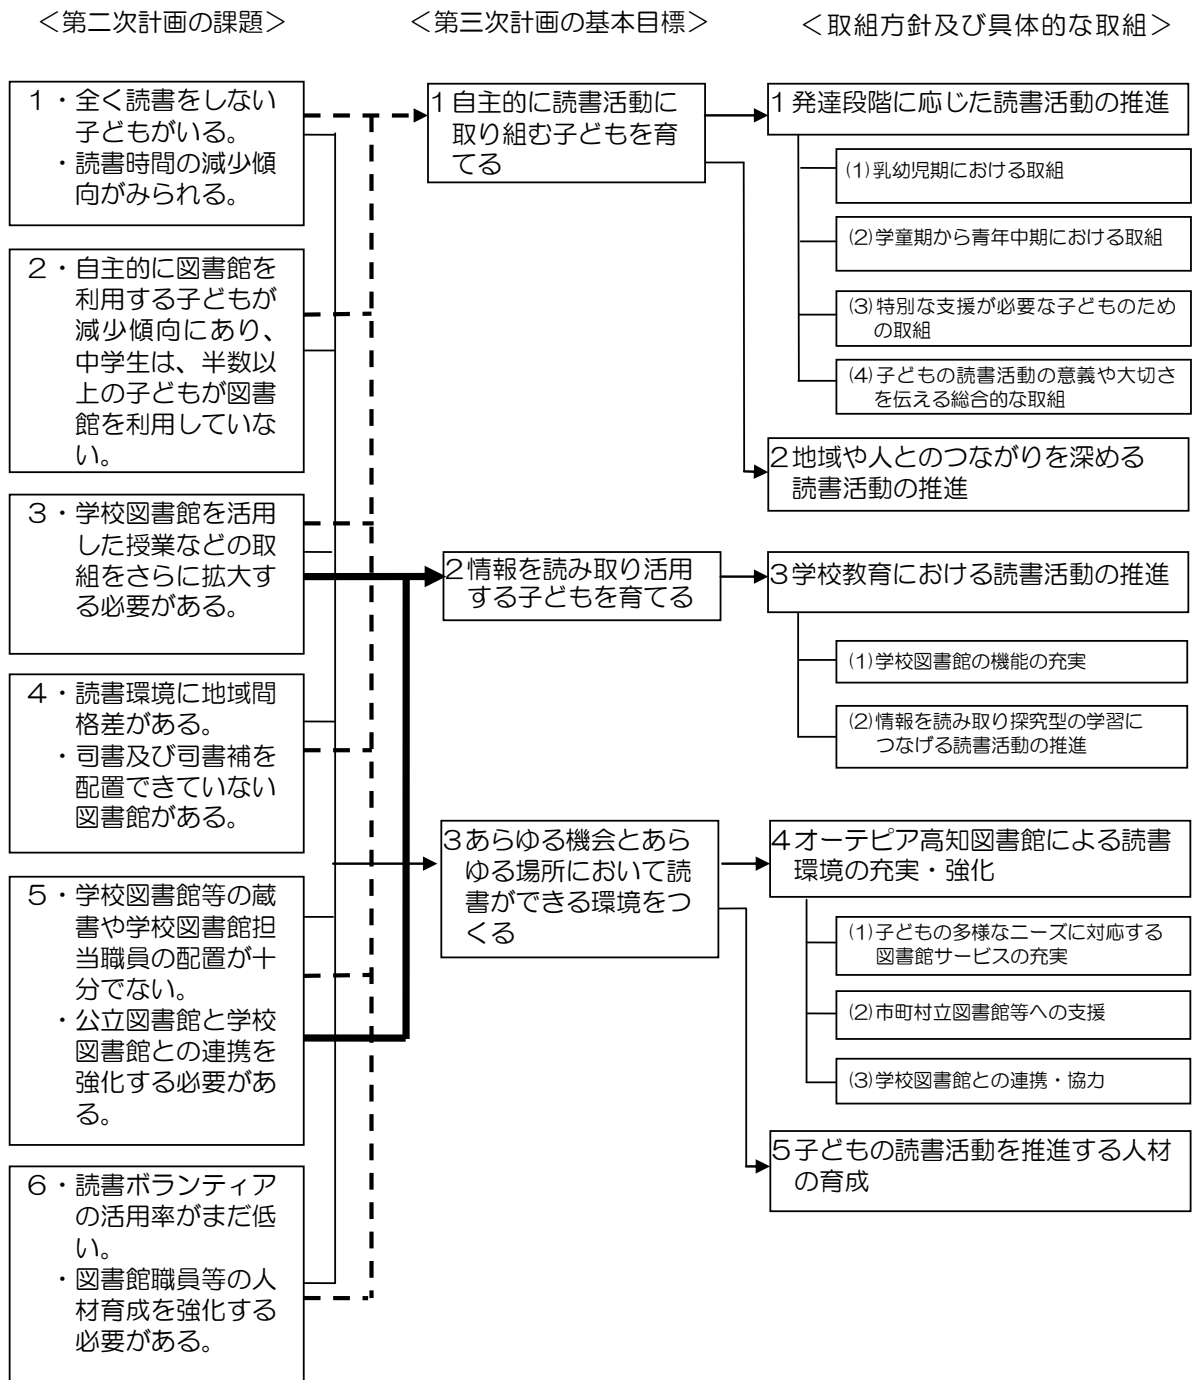 ＜第二次計画の課題＞
＜第三次計画の基本目標＞
＜取組方針及び具体的な取組＞
１・全く読書をしない
子どもがいる。
・読書時間の減少傾
向がみられる。
２・自主的に図書館を
利用する子どもが
減少傾向にあり、
中学生は、半数以
上の子どもが図書
館を利用していな
い。
３・学校図書館を活用
した授業などの取
組をさらに拡大す
る必要がある。
４・読書環境に地域間
格差がある。
・司書及び司書補を
配置できていない
図書館がある。
５・学校図書館等の蔵
書や学校図書館担
当職員の配置が十
分でない。
・公立図書館と学校
図書館との連携を
強化する必要があ
る。
６・読書ボランティア
の活用率がまだ低
い。
・図書館職員等の人
材育成を強化する
必要がある。
１自主的に読書活動に
取り組む子どもを育
てる
２情報を読み取り活用
する子どもを育てる
３あらゆる機会とあら
ゆる場所において読
書ができる環境をつ
くる
１発達段階に応じた読書活動の推進
⑴乳幼児期における取組
⑵学童期から青年中期における取組
⑶特別な支援が必要な子どものため
の取組
⑷子どもの読書活動の意義や大切さ
を伝える総合的な取組
２地域や人とのつながりを深める
読書活動の推進
３学校教育における読書活動の推進
⑴学校図書館の機能の充実
⑵情報を読み取り探究型の学習に
つなげる読書活動の推進
４オーテピア高知図書館による読書
環境の充実・強化
⑴子どもの多様なニーズに対応する
図書館サービスの充実
⑵市町村立図書館等への支援
⑶学校図書館との連携・協力
５子どもの読書活動を推進する人材
の育成